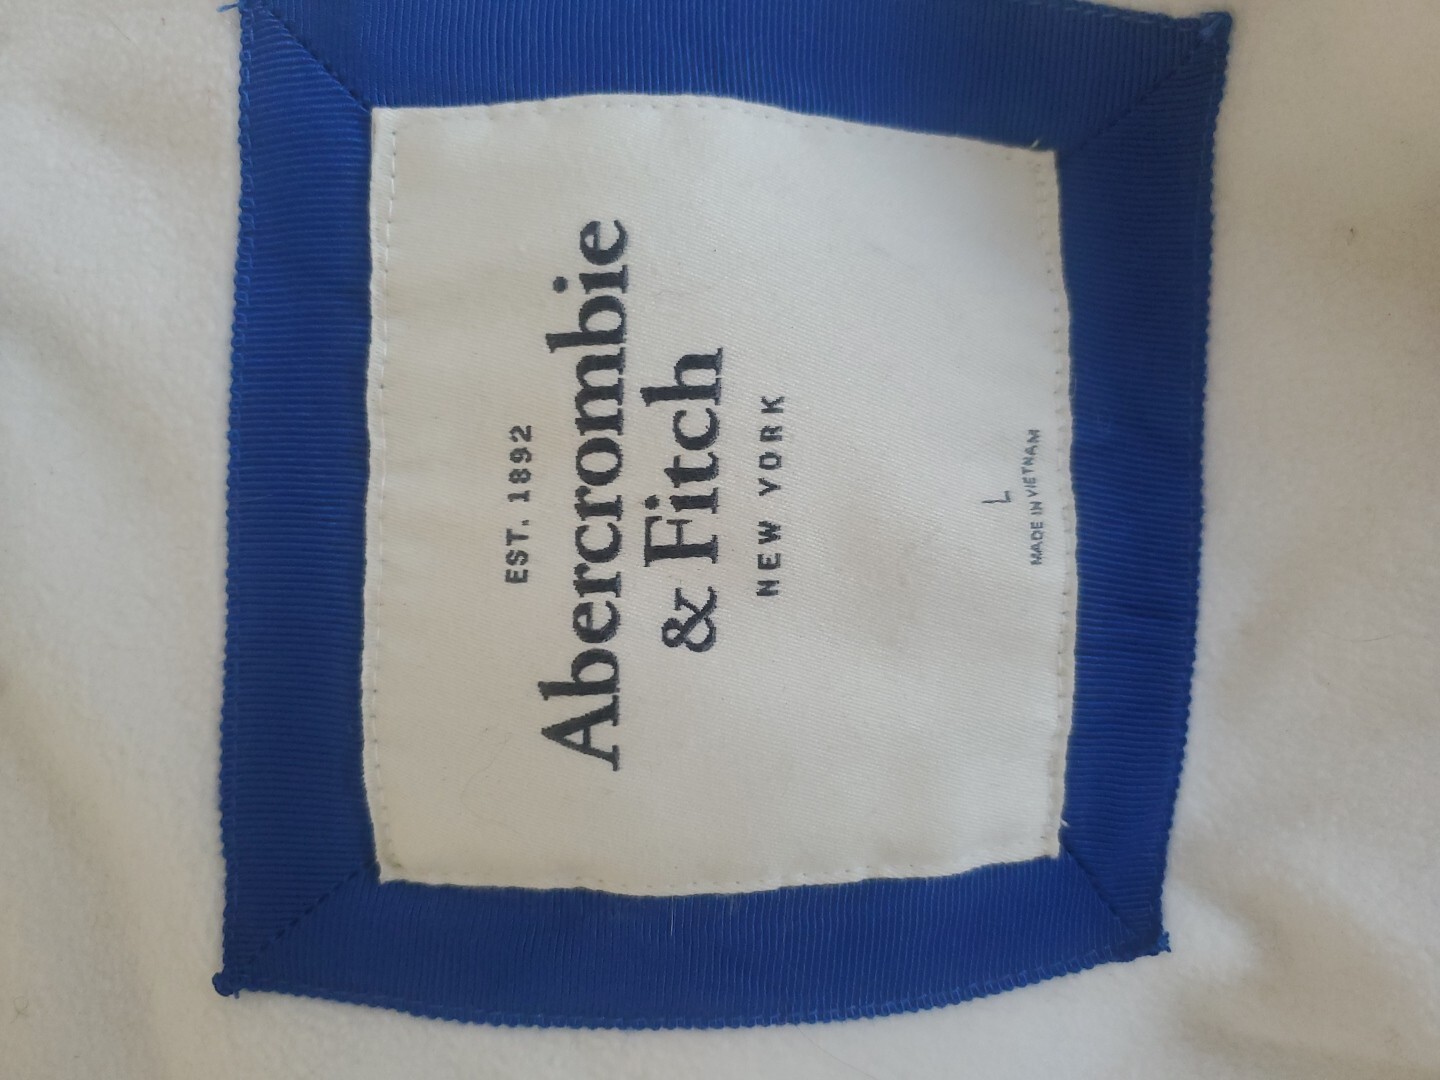 EST. 1892
Abercrombie
& Fitch
NEW YORK
L
MADE IN VIETNAM